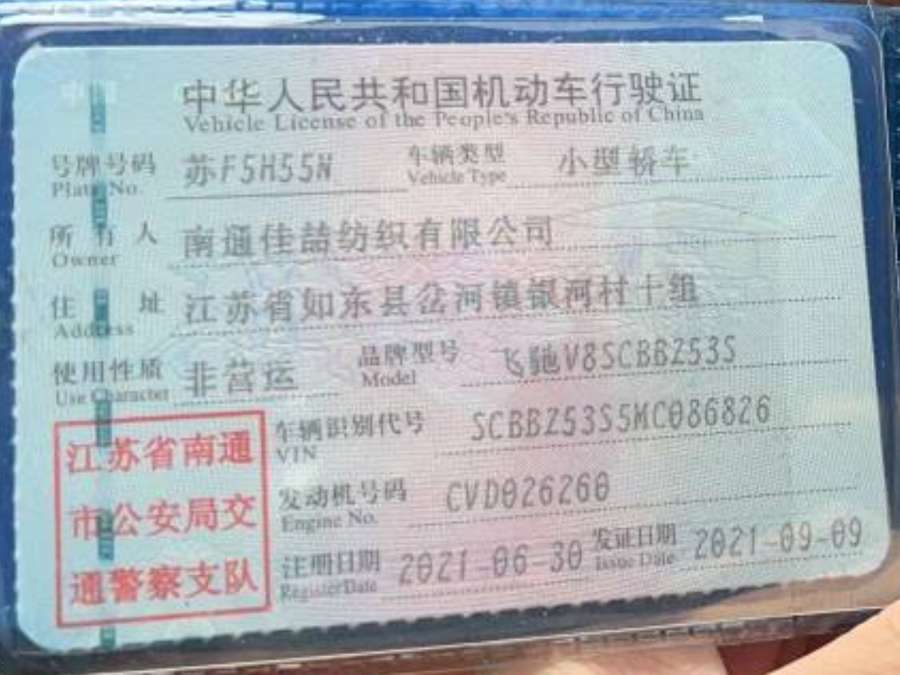 中华人民共和国机动车行驶证
Vehicle License of the People's Republic of China
号牌号码 苏F5H55N 车辆类型 小型轿车
Plate No. Vehicle Type
所有人 南通佳喆纺织有限公司
Owner
住址 江苏省如东县岔河镇银河村十组
Address
使用性质 非营运 品牌型号 飞驰V8SCBBZ53S
Use Character Model
江苏省南通 车辆识别代号 SCBBZ53S5MC086826
VIN
市公安局交 发动机号码 CVD026260
Engine No.
通警察支队 注册日期 2021-06-30 发证日期 2021-09-09
Register Date Issue Date